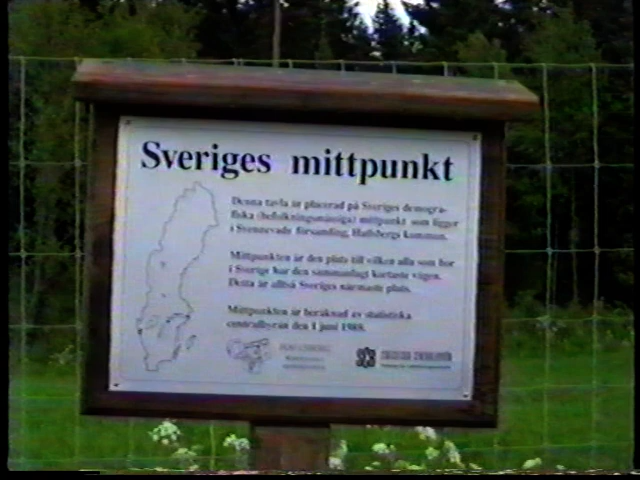 Sveriges mittpunkt
Denna tavla är placerad på Sveriges demogra-
fiska (befolkningsmässiga) mittpunkt som ligger
i Svennevads församling, Hallsbergs kommun.
Mittpunkten är den plats till vilken alla som bor
i Sverige har den sammanlagt kortaste vägen.
Detta är alltså Sveriges närmaste plats.
Mittpunkten är beräknad av statistiska
centralbyrån den 1 juni 1988.